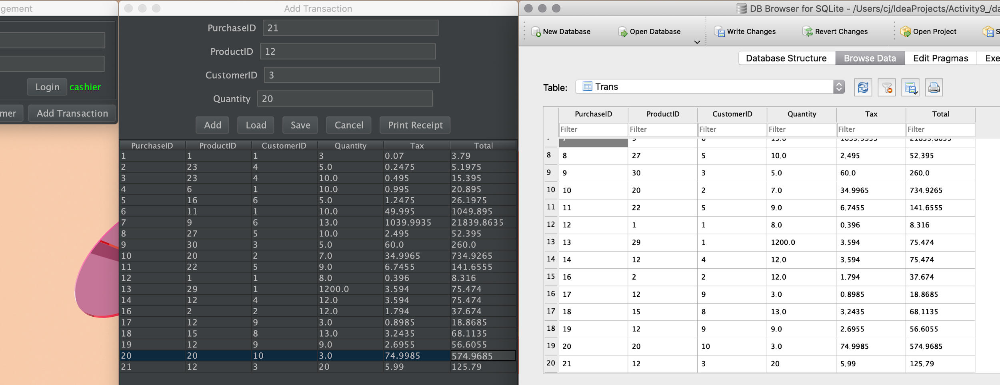 gement
Login cashier
mer Add Transaction
Add Transaction
PurchaseID 21
ProductID 12
CustomerID 3
Quantity 20
Add Load Save Cancel Print Receipt
PurchaseID ProductID CustomerID Quantity Tax Total
1 1 1 3 0.07 3.79
2 23 4 5.0 0.2475 5.1975
3 23 4 10.0 0.495 15.395
4 6 1 10.0 0.995 20.895
5 16 6 5.0 1.2475 26.1975
6 11 1 10.0 49.995 1049.895
7 9 6 13.0 1039.9935 21839.8635
8 27 5 10.0 2.495 52.395
9 30 3 5.0 60.0 260.0
10 20 2 7.0 34.9965 734.9265
11 22 5 9.0 6.7455 141.6555
12 1 1 8.0 0.396 8.316
13 29 1 1200.0 3.594 75.474
14 12 4 12.0 3.594 75.474
16 2 2 12.0 1.794 37.674
17 12 9 3.0 0.8985 18.8685
18 15 8 13.0 3.2435 68.1135
19 12 9 9.0 2.6955 56.6055
20 20 10 3.0 74.9985 574.9685
21 12 3 20 5.99 125.79
DB Browser for SQLite - /Users/cj/IdeaProjects/Activity9_/da
New Database Open Database Write Changes Revert Changes Open Project S
Database Structure Browse Data Edit Pragmas Exe
Table: Trans
PurchaseID ProductID CustomerID Quantity Tax Total
Filter Filter Filter Filter Filter Filter
7 7 9 6 13.0 1039.9935 21839.8635
8 8 27 5 10.0 2.495 52.395
9 9 30 3 5.0 60.0 260.0
10 10 20 2 7.0 34.9965 734.9265
11 11 22 5 9.0 6.7455 141.6555
12 12 1 1 8.0 0.396 8.316
13 13 29 1 1200.0 3.594 75.474
14 14 12 4 12.0 3.594 75.474
15 16 2 2 12.0 1.794 37.674
16 17 12 9 3.0 0.8985 18.8685
17 18 15 8 13.0 3.2435 68.1135
18 19 12 9 9.0 2.6955 56.6055
19 20 20 10 3.0 74.9985 574.9685
20 21 12 3 20 5.99 125.79